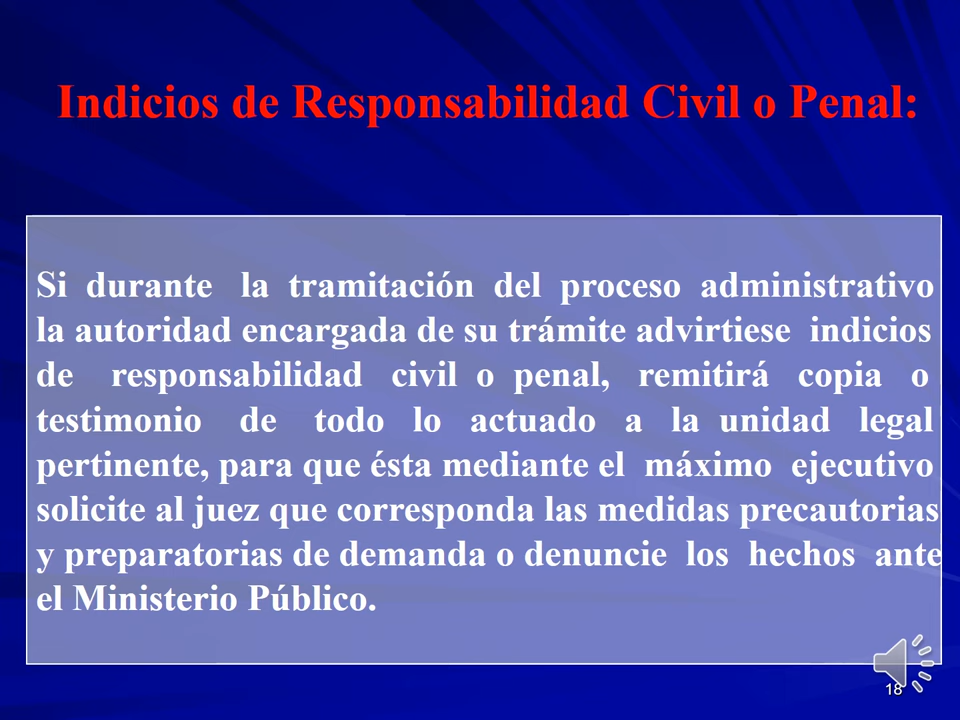 Indicios de Responsabilidad Civil o Penal:
Si durante la tramitación del proceso administrativo
la autoridad encargada de su trámite advirtiese indicios
de responsabilidad civil o penal, remitirá copia o
testimonio de todo lo actuado a la unidad legal
pertinente, para que ésta mediante el máximo ejecutivo
solicite al juez que corresponda las medidas precautorias
y preparatorias de demanda o denuncie los hechos ante
el Ministerio Público.
18